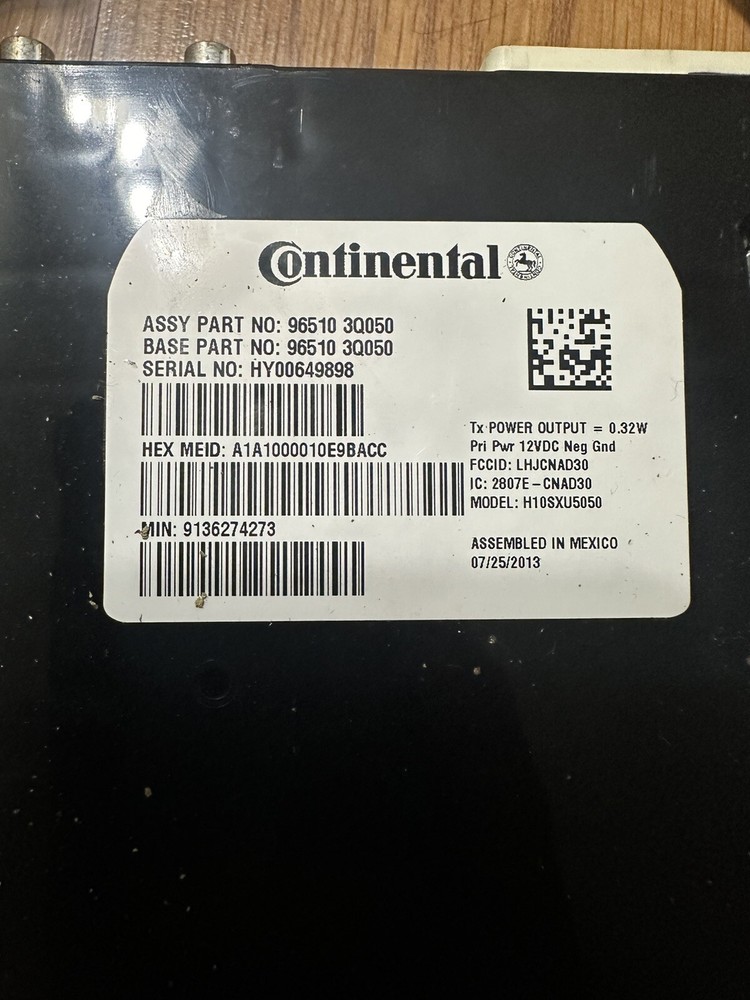 Continental
ASSY PART NO: 96510 3Q050
BASE PART NO: 96510 3Q050
SERIAL NO: HY00649898
HEX MEID: A1A1000010E9BACC
MIN: 9136274273
Tx POWER OUTPUT = 0.32W
Pri Pwr 12VDC Neg Gnd
FCCID: LHJCNAD30
IC: 2807E-CNAD30
MODEL: H10SXU5050
ASSEMBLED IN MEXICO
07/25/2013